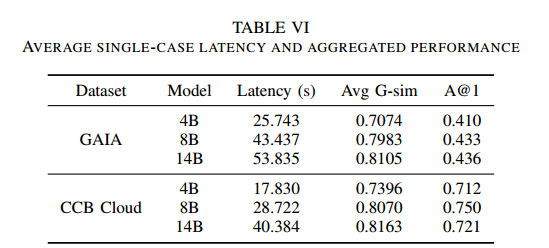 TABLE VI
AVERAGE SINGLE-CASE LATENCY AND AGGREGATED PERFORMANCE
Dataset Model Latency (s) Avg G-sim A@1
4B 25.743 0.7074 0.410
GAIA 8B 43.437 0.7983 0.433
14B 53.835 0.8105 0.436
4B 17.830 0.7396 0.712
CCB Cloud 8B 28.722 0.8070 0.750
14B 40.384 0.8163 0.721